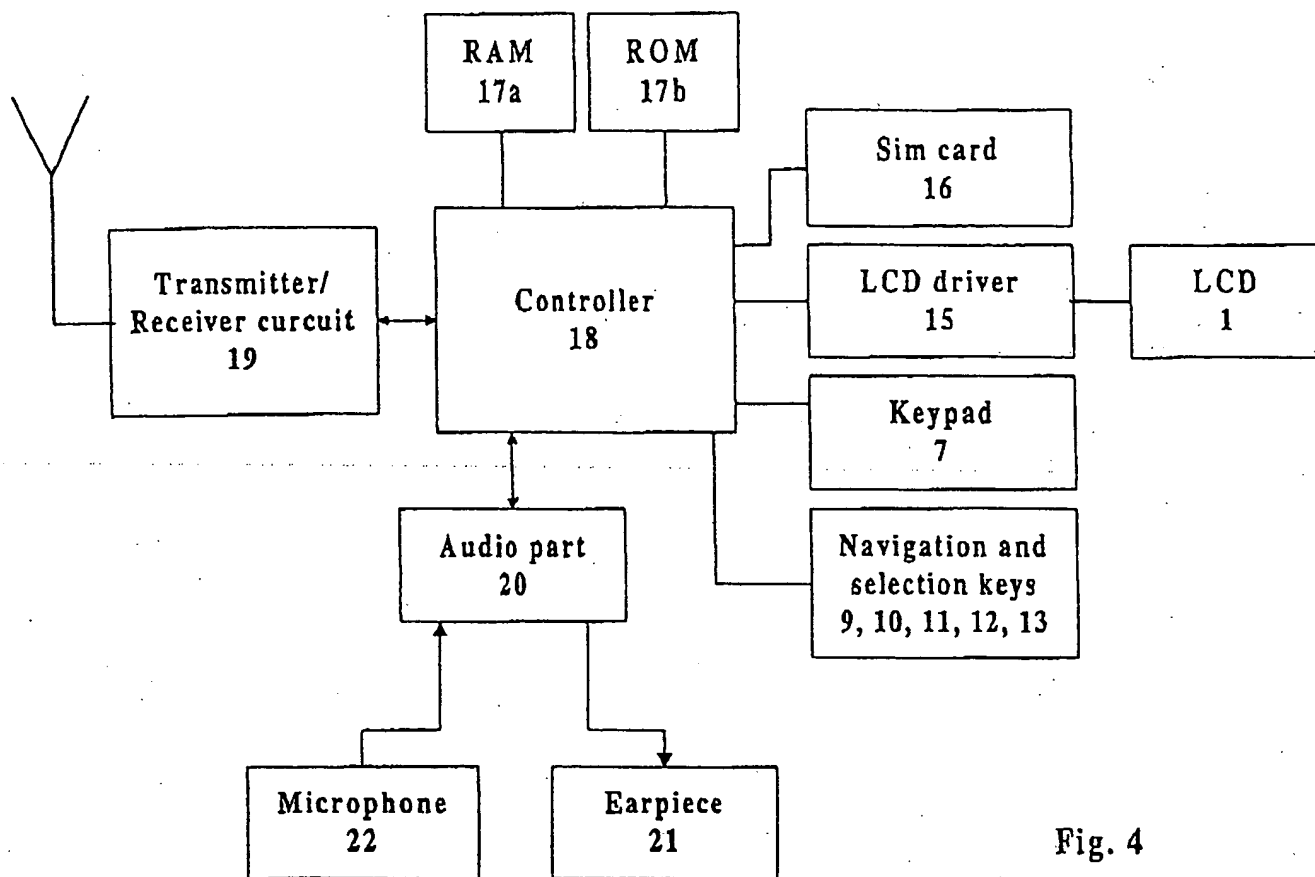 RAM
17a
ROM
17b
Sim card
16
Transmitter/
Receiver curcuit
19
Controller
18
LCD driver
15
LCD
1
Keypad
7
Audio part
20
Navigation and
selection keys
9, 10, 11, 12, 13
Microphone
22
Earpiece
21
Fig. 4